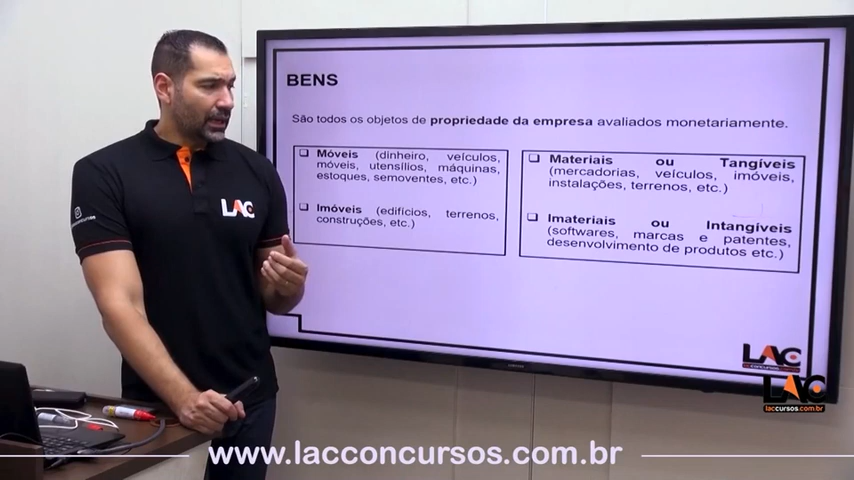 BENS
São todos os objetos de propriedade da empresa avaliados monetariamente.
❑ Móveis (dinheiro, veículos,
móveis, utensílios, máquinas,
estoques, semoventes, etc.)
❑ Imóveis (edifícios, terrenos,
construções, etc.)
❑ Materiais ou Tangíveis
(mercadorias, veículos, imóveis,
instalações, terrenos, etc.)
❑ Imateriais ou Intangíveis
(softwares, marcas e patentes,
desenvolvimento de produtos etc.)
LAC
LAC
CONCURSOS
LAC
lacconcursos.com.br
www.lacconcursos.com.br